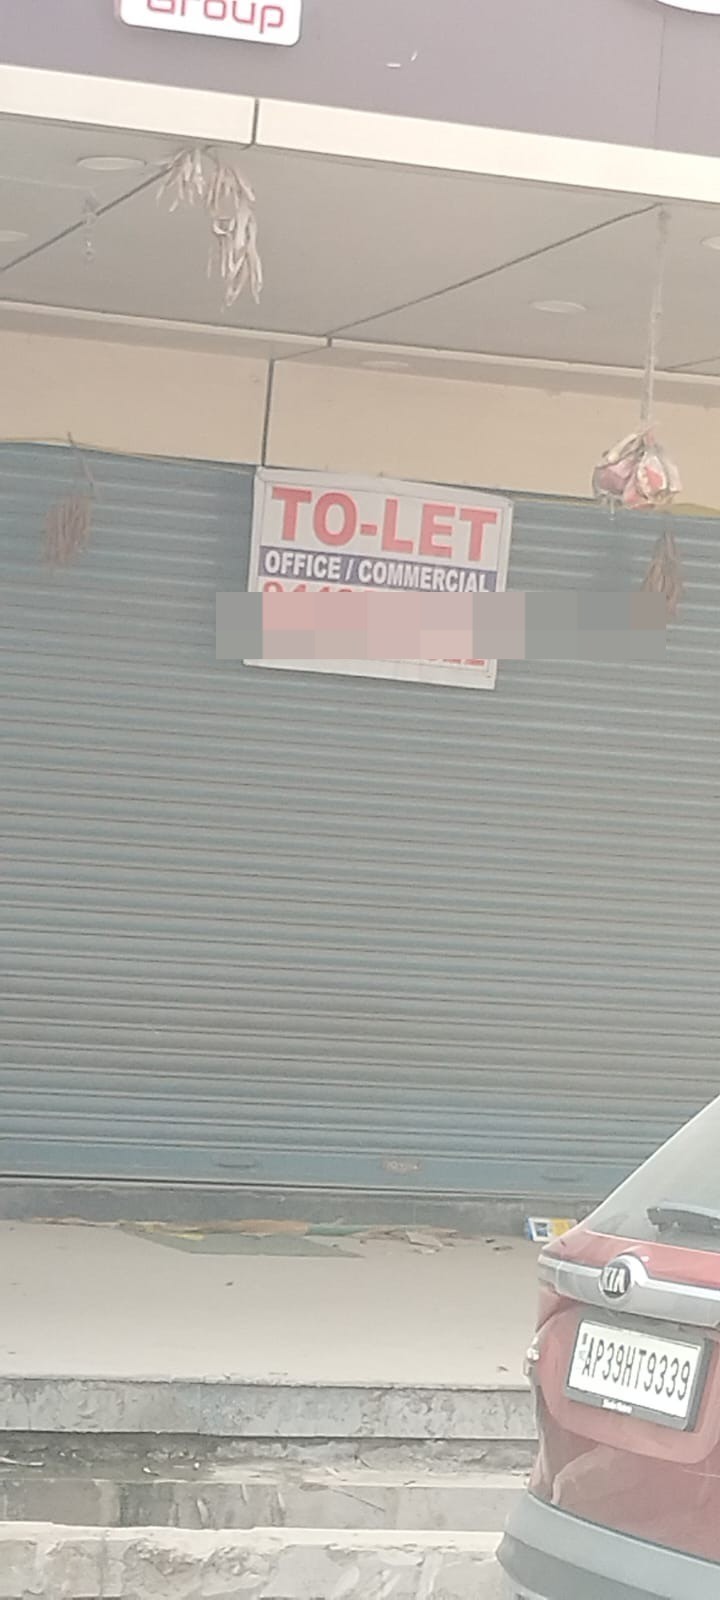 Group
TO-LET
OFFICE / COMMERCIAL
KIA
AP39HT9339